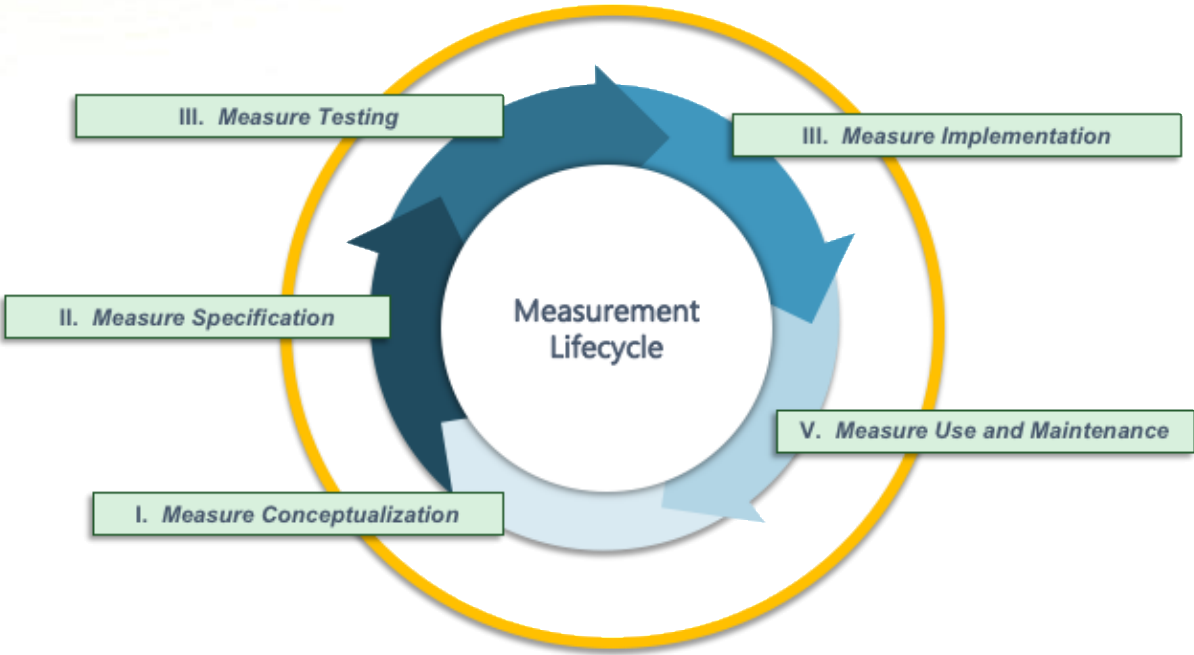 III. Measure Testing
III. Measure Implementation
Measurement
Lifecycle
II. Measure Specification
V. Measure Use and Maintenance
I. Measure Conceptualization